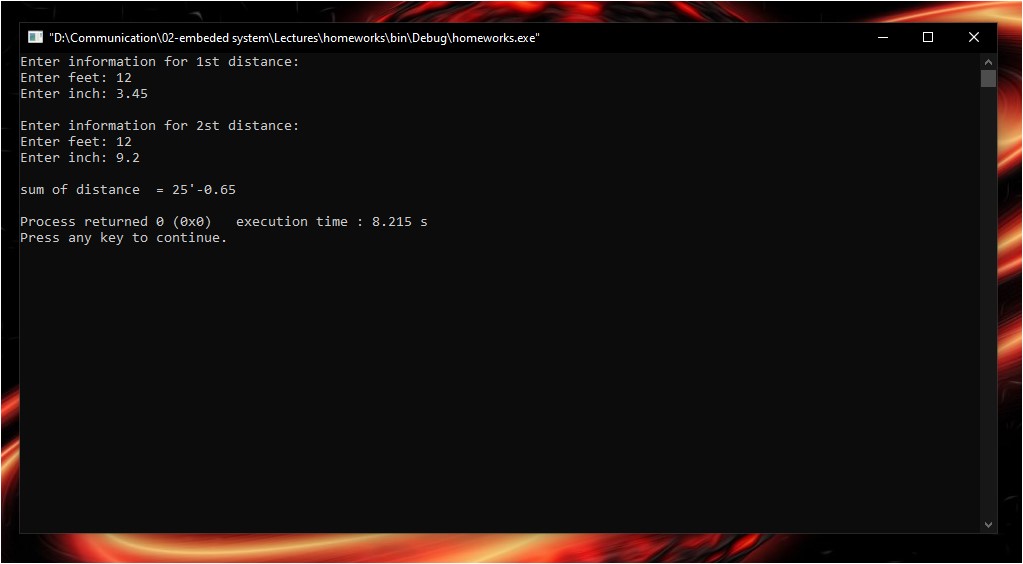 "D:\Communication\02-embeded system\Lectures\homeworks\bin\Debug\homeworks.exe"
Enter information for 1st distance:
Enter feet: 12
Enter inch: 3.45
Enter information for 2st distance:
Enter feet: 12
Enter inch: 9.2
sum of distance  = 25'-0.65
Process returned 0 (0x0)   execution time : 8.215 s
Press any key to continue.